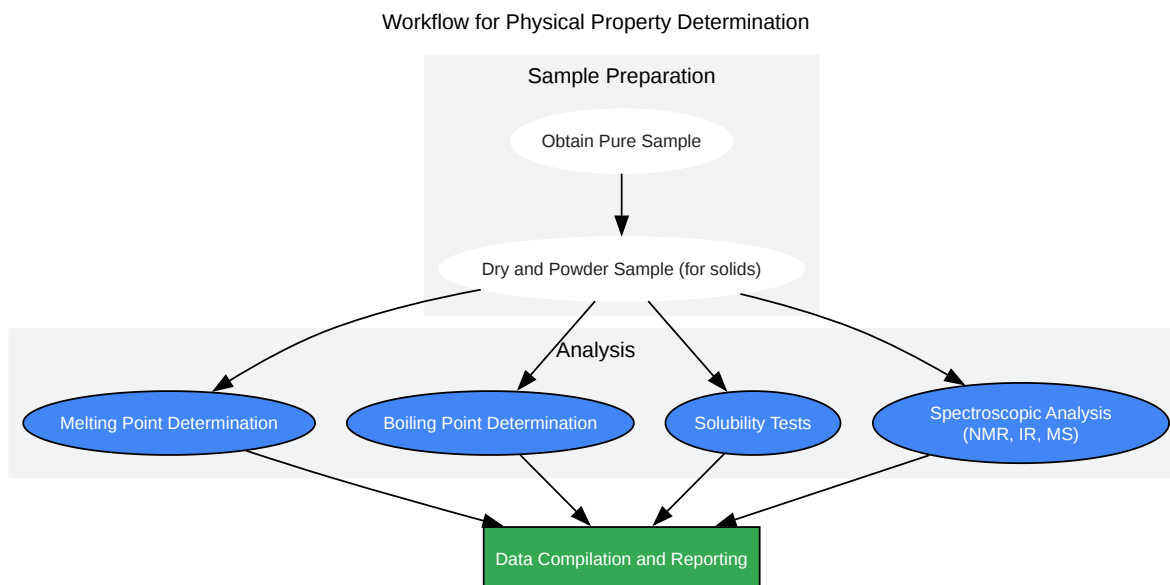 Workflow for Physical Property Determination
Sample Preparation
Obtain Pure Sample
Dry and Powder Sample (for solids)
Analysis
Melting Point Determination
Boiling Point Determination
Solubility Tests
Spectroscopic Analysis
(NMR, IR, MS)
Data Compilation and Reporting